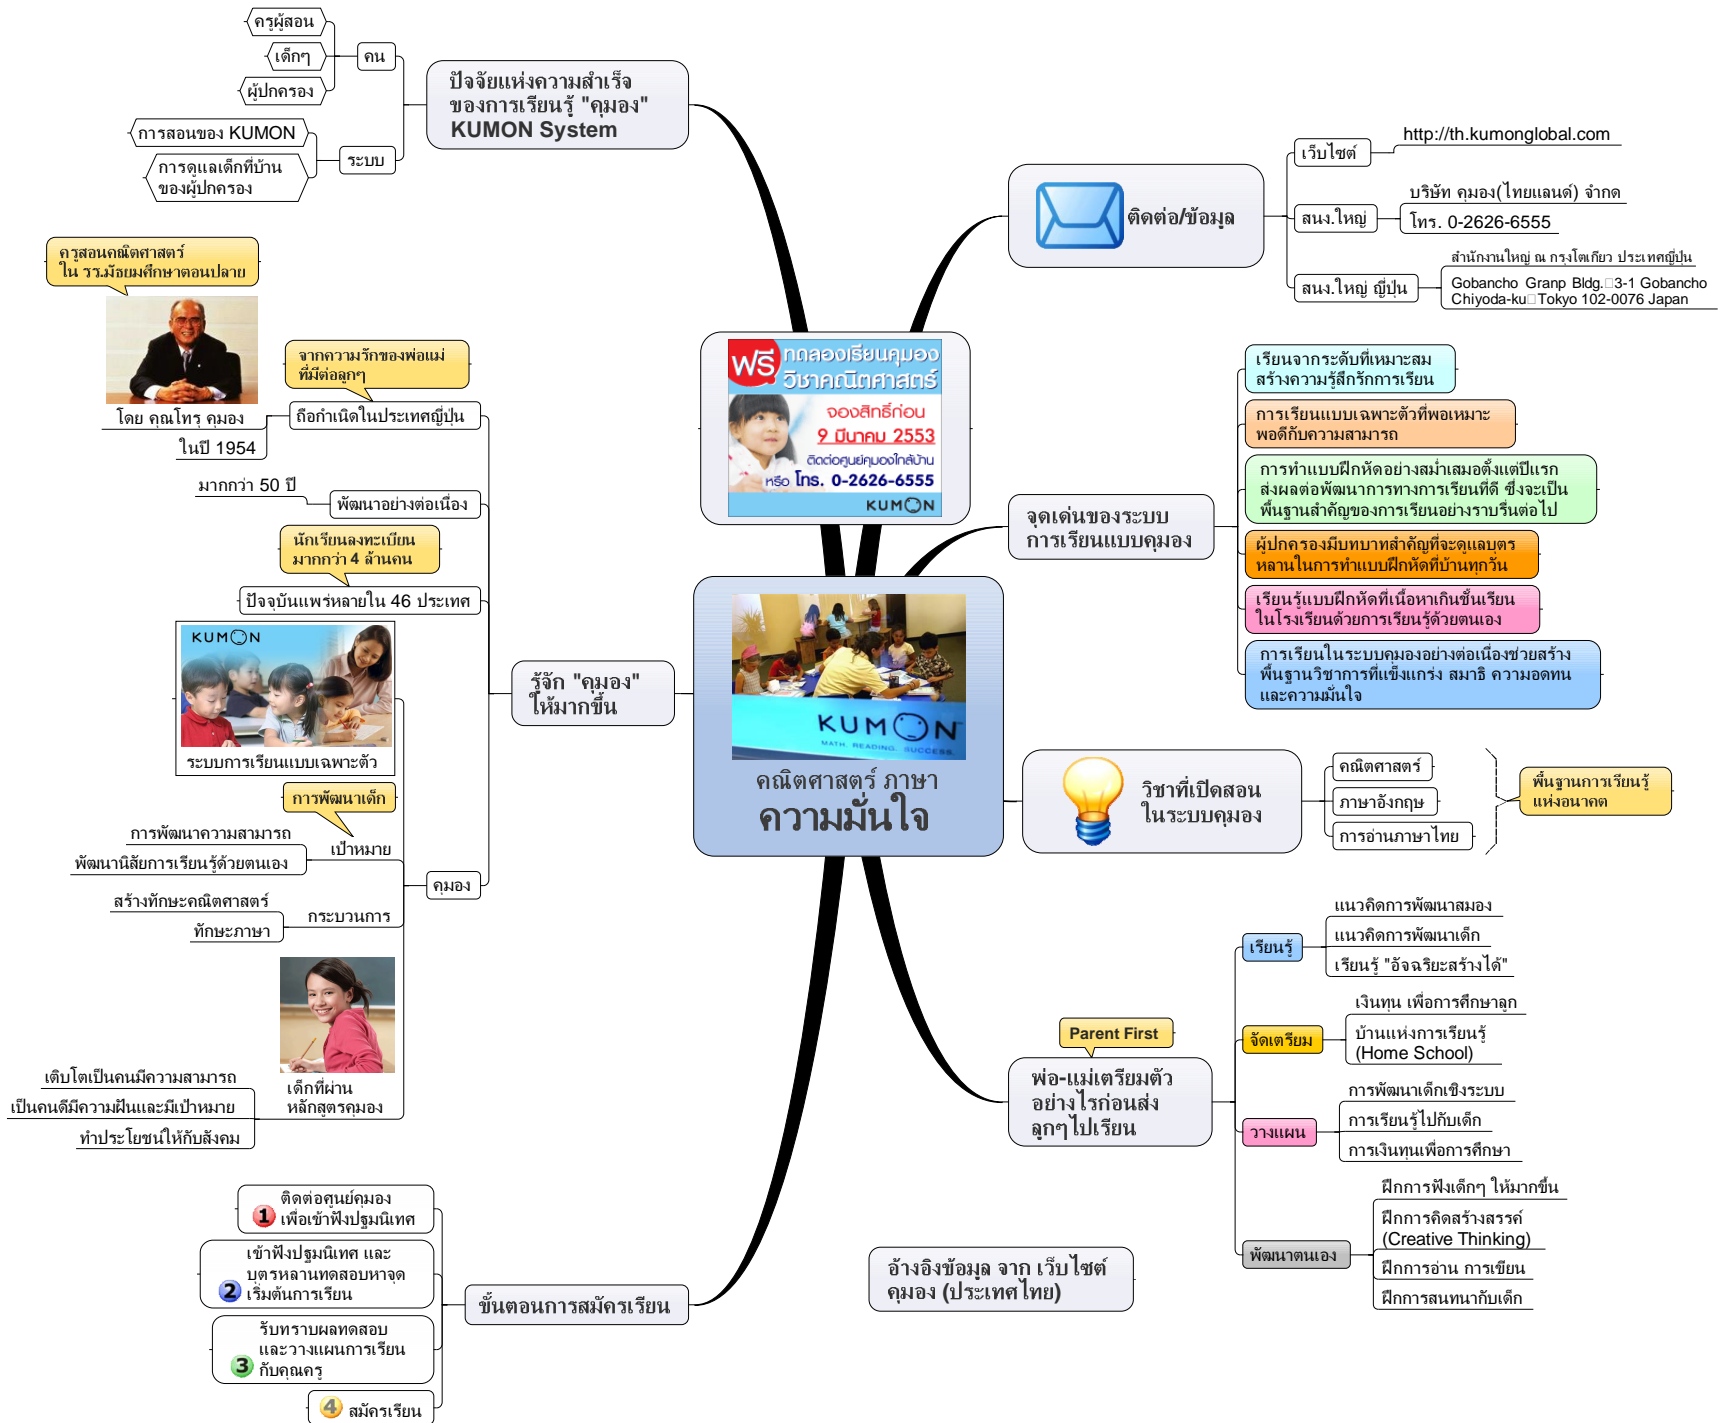 ครูผู้สอน
เด็กๆ
ผู้ปกครอง
คน
การสอนของ KUMON
การดูแลเด็กที่บ้าน
ของผู้ปกครอง
ระบบ
ปัจจัยแห่งความสำเร็จ
ของการเรียนรู้ "คุมอง"
KUMON System
ติดต่อ/ข้อมูล
เว็บไซต์
http://th.kumonglobal.com
สนง.ใหญ่
บริษัท คุมอง(ไทยแลนด์) จำกด
โทร. 0-2626-6555
สนง.ใหญ่ ญี่ปุ่น
สำนักงานใหญ่ ณ กรุงโตเกียว ประเทศญี่ปุ่น
Gobancho Granp Bldg.□3-1 Gobancho
Chiyoda-ku□Tokyo 102-0076 Japan
ฟรี
ทดลองเรียนคุมอง
วิชาคณิตศาสตร์
จองสิทธิ์ก่อน
9 มีนาคม 2553
ติดต่อศูนย์คุมองใกล้บ้าน
หรือ โทร. 0-2626-6555
KUMON
ครูสอนคณิตศาสตร์
ใน รร.มัธยมศึกษาตอนปลาย
จากความรักของพ่อแม่
ที่มีต่อลูกๆ
โดย คุณโทรุ คุมอง
ในปี 1954
ถือกำเนิดในประเทศญี่ปุ่น
มากกว่า 50 ปี
พัฒนาอย่างต่อเนื่อง
นักเรียนลงทะเบียน
มากกว่า 4 ล้านคน
ปัจจุบันแพร่หลายใน 46 ประเทศ
KUMON
ระบบการเรียนแบบเฉพาะตัว
รู้จัก "คุมอง"
ให้มากขึ้น
การพัฒนาเด็ก
การพัฒนาความสามารถ
พัฒนานิสัยการเรียนรู้ด้วยตนเอง
เป้าหมาย
คุมอง
สร้างทักษะคณิตศาสตร์
ทักษะภาษา
กระบวนการ
เติบโตเป็นคนมีความสามารถ
เป็นคนดีมีความฝันและมีเป้าหมาย
ทำประโยชน์ให้กับสังคม
เด็กที่ผ่าน
หลักสูตรคุมอง
KUMON
MATH. READING. SUCCESS.
คณิตศาสตร์ ภาษา
ความมั่นใจ
จุดเด่นของระบบ
การเรียนแบบคุมอง
เรียนจากระดับที่เหมาะสม
สร้างความรู้สึกรักการเรียน
การเรียนแบบเฉพาะตัวที่พอเหมาะ
พอดีกับความสามารถ
การทำแบบฝึกหัดอย่างสม่ำเสมอตั้งแต่ปีแรก
ส่งผลต่อพัฒนาการทางการเรียนที่ดี ซึ่งจะเป็น
พื้นฐานสำคัญของการเรียนอย่างราบรื่นต่อไป
ผู้ปกครองมีบทบาทสำคัญที่จะดูแลบุตร
หลานในการทำแบบฝึกหัดที่บ้านทุกวัน
เรียนรู้แบบฝึกหัดที่เนื้อหาเกินชั้นเรียน
ในโรงเรียนด้วยการเรียนรู้ด้วยตนเอง
การเรียนในระบบคุมองอย่างต่อเนื่องช่วยสร้าง
พื้นฐานวิชาการที่แข็งแกร่ง สมาธิ ความอดทน
และความมั่นใจ
วิชาที่เปิดสอน
ในระบบคุมอง
คณิตศาสตร์
ภาษาอังกฤษ
การอ่านภาษาไทย
พื้นฐานการเรียนรู้
แห่งอนาคต
Parent First
พ่อ-แม่เตรียมตัว
อย่างไรก่อนส่ง
ลูกๆไปเรียน
เรียนรู้
แนวคิดการพัฒนาสมอง
แนวคิดการพัฒนาเด็ก
เรียนรู้ "อัจฉริยะสร้างได้"
จัดเตรียม
เงินทุน เพื่อการศึกษาลูก
บ้านแห่งการเรียนรู้
(Home School)
วางแผน
การพัฒนาเด็กเชิงระบบ
การเรียนรู้ไปกับเด็ก
การเงินทุนเพื่อการศึกษา
พัฒนาตนเอง
ฝึกการฟังเด็กๆ ให้มากขึ้น
ฝึกการคิดสร้างสรรค์
(Creative Thinking)
ฝึกการอ่าน การเขียน
ฝึกการสนทนากับเด็ก
ขั้นตอนการสมัครเรียน
1 ติดต่อศูนย์คุมอง
เพื่อเข้าฟังปฐมนิเทศ
2 เข้าฟังปฐมนิเทศ และ
บุตรหลานทดสอบหาจุด
เริ่มต้นการเรียน
3 รับทราบผลทดสอบ
และวางแผนการเรียน
กับคุณครู
4 สมัครเรียน
อ้างอิงข้อมูล จาก เว็บไซต์
คุมอง (ประเทศไทย)